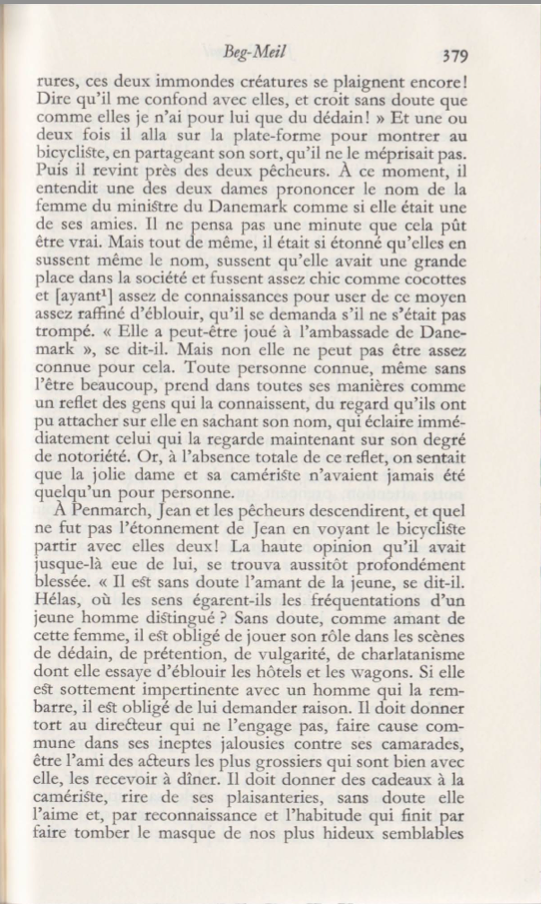 Beg-Meil 379
rures, ces deux immondes créatures se plaignent encore!
Dire qu'il me confond avec elles, et croit sans doute que
comme elles je n'ai pour lui que du dédain! » Et une ou
deux fois il alla sur la plate-forme pour montrer au
bicycliste, en partageant son sort, qu'il ne le méprisait pas.
Puis il revint près des deux pêcheurs. À ce moment, il
entendit une des deux dames prononcer le nom de la
femme du ministre du Danemark comme si elle était une
de ses amies. Il ne pensa pas une minute que cela pût
être vrai. Mais tout de même, il était si étonné qu'elles en
sussent même le nom, sussent qu'elle avait une grande
place dans la société et fussent assez chic comme cocottes
et [ayant¹] assez de connaissances pour user de ce moyen
assez raffiné d'éblouir, qu'il se demanda s'il ne s'était pas
trompé. « Elle a peut-être joué à l'ambassade de Dane-
mark », se dit-il. Mais non elle ne peut pas être assez
connue pour cela. Toute personne connue, même sans
l'être beaucoup, prend dans toutes ses manières comme
un reflet des gens qui la connaissent, du regard qu'ils ont
pu attacher sur elle en sachant son nom, qui éclaire immé-
diatement celui qui la regarde maintenant sur son degré
de notoriété. Or, à l'absence totale de ce reflet, on sentait
que la jolie dame et sa camériste n'avaient jamais été
quelqu'un pour personne.
À Penmarch, Jean et les pêcheurs descendirent, et quel
ne fut pas l'étonnement de Jean en voyant le bicycliste
partir avec elles deux! La haute opinion qu'il avait
jusque-là eue de lui, se trouva aussitôt profondément
blessée. « Il est sans doute l'amant de la jeune, se dit-il.
Hélas, où les sens égarent-ils les fréquentations d'un
jeune homme distingué ? Sans doute, comme amant de
cette femme, il est obligé de jouer son rôle dans les scènes
de dédain, de prétention, de vulgarité, de charlatanisme
dont elle essaye d'éblouir les hôtels et les wagons. Si elle
est sottement impertinente avec un homme qui la rem-
barre, il est obligé de lui demander raison. Il doit donner
tort au directeur qui ne l'engage pas, faire cause com-
mune dans ses ineptes jalousies contre ses camarades,
être l'ami des acteurs les plus grossiers qui sont bien avec
elle, les recevoir à dîner. Il doit donner des cadeaux à la
camériste, rire de ses plaisanteries, sans doute elle
l'aime et, par reconnaissance et l'habitude qui finit par
faire tomber le masque de nos plus hideux semblables